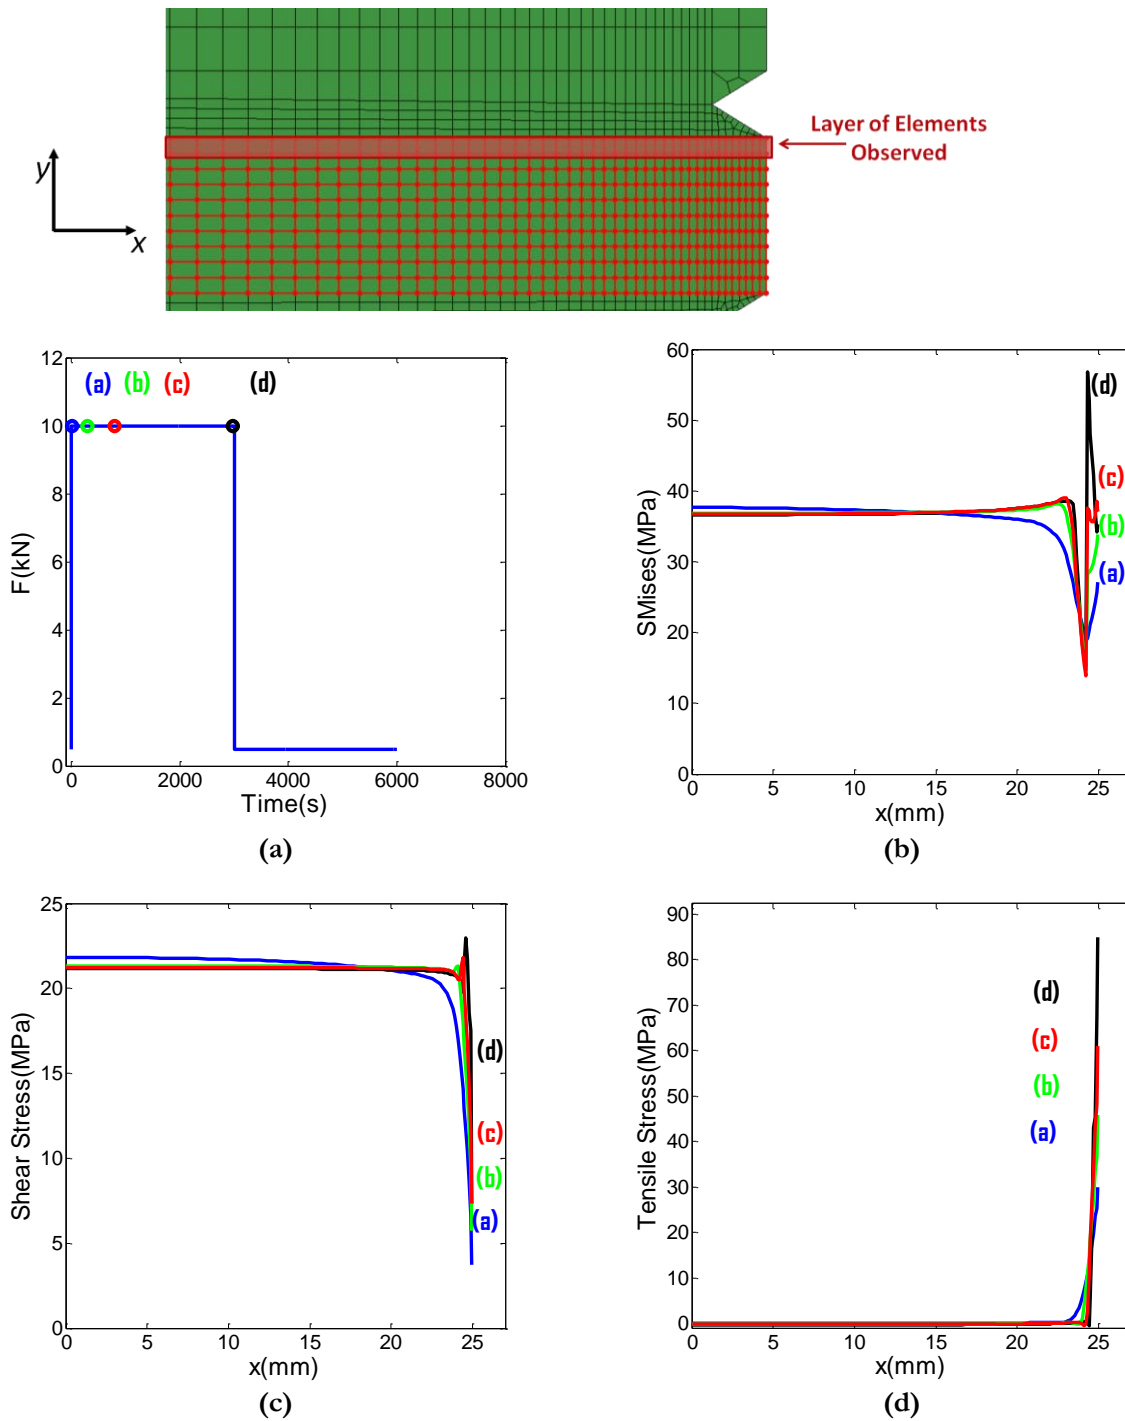 Layer of Elements
Observed
y
x
12
10
8
6
4
2
0
F(kN)
(a) (b) (c) (d)
0 2000 4000 6000 8000
Time(s)
(a)
60
50
40
30
20
10
0
SMises(MPa)
(d)
(c)
(b)
(a)
0 5 10 15 20 25
x(mm)
(b)
25
20
15
10
5
0
Shear Stress(MPa)
(d)
(c)
(b)
(a)
0 5 10 15 20 25
x(mm)
(c)
90
80
70
60
50
40
30
20
10
0
Tensile Stress(MPa)
(d)
(c)
(b)
(a)
0 5 10 15 20 25
x(mm)
(d)